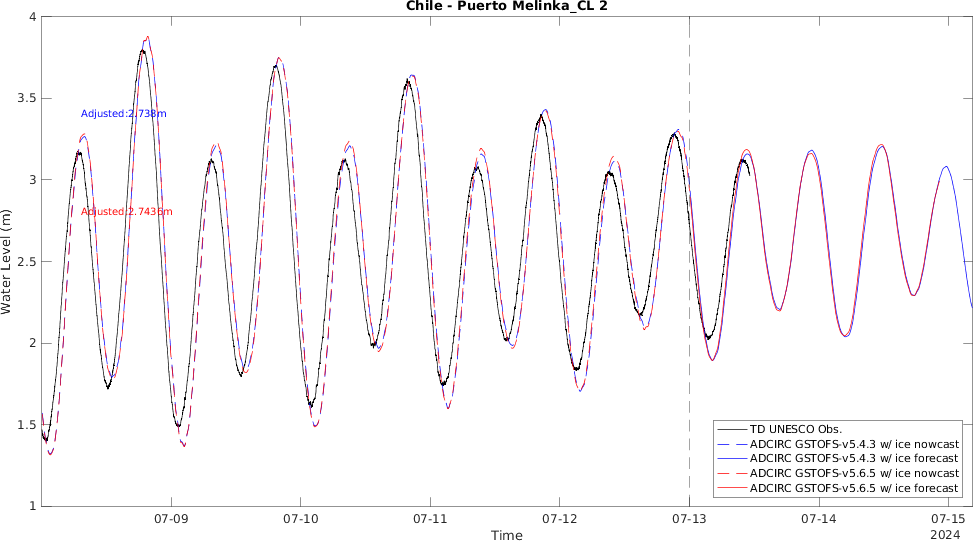 Chile - Puerto Melinka_CL 2
4
3.5
3
2.5
2
1.5
1
Water Level (m)
Adjusted:2.738m
Adjusted:2.7436m
TD UNESCO Obs.
ADCIRC GSTOFS-v5.4.3 w/ ice nowcast
ADCIRC GSTOFS-v5.4.3 w/ ice forecast
ADCIRC GSTOFS-v5.6.5 w/ ice nowcast
ADCIRC GSTOFS-v5.6.5 w/ ice forecast
07-09
07-10
07-11
07-12
07-13
07-14
07-15
Time
2024